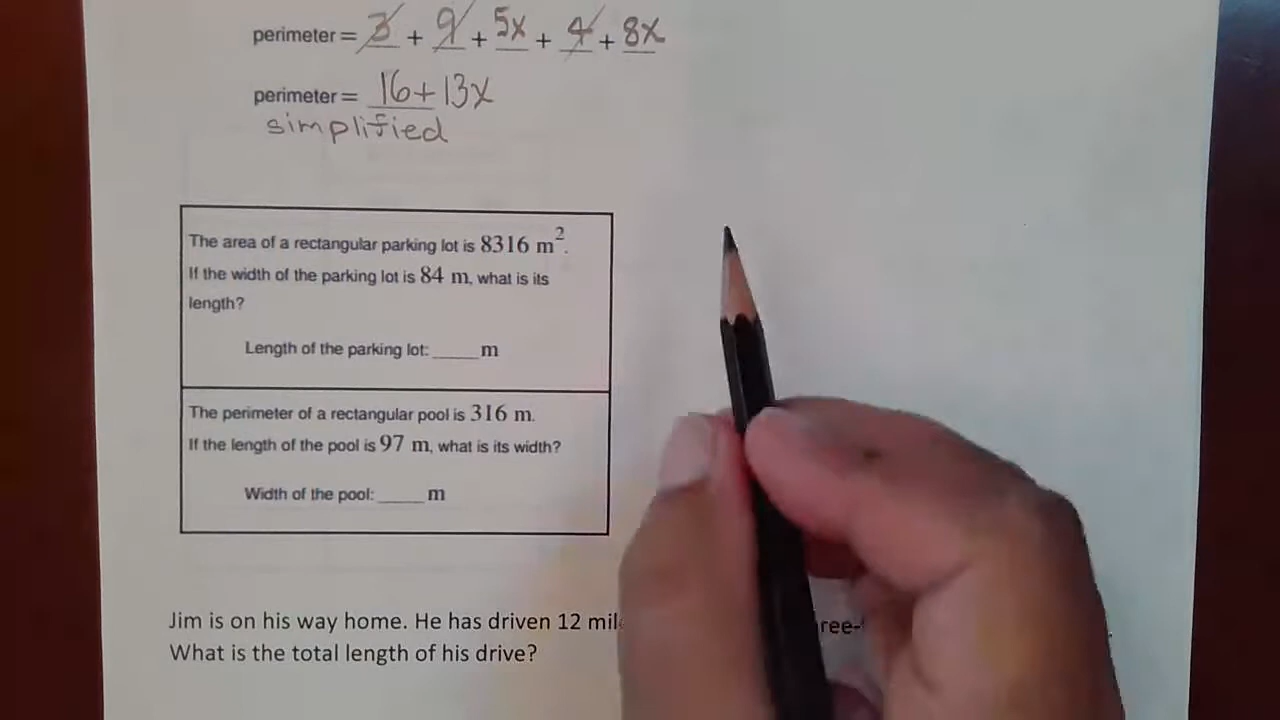 perimeter = 3 + 9 + 5x + 4 + 8x
perimeter = 16 + 13x
simplified
The area of a rectangular parking lot is 8316 m².
If the width of the parking lot is 84 m, what is its
length?
Length of the parking lot: _____ m
The perimeter of a rectangular pool is 316 m.
If the length of the pool is 97 m, what is its width?
Width of the pool: _____ m
Jim is on his way home. He has driven 12
What is the total length of his drive?